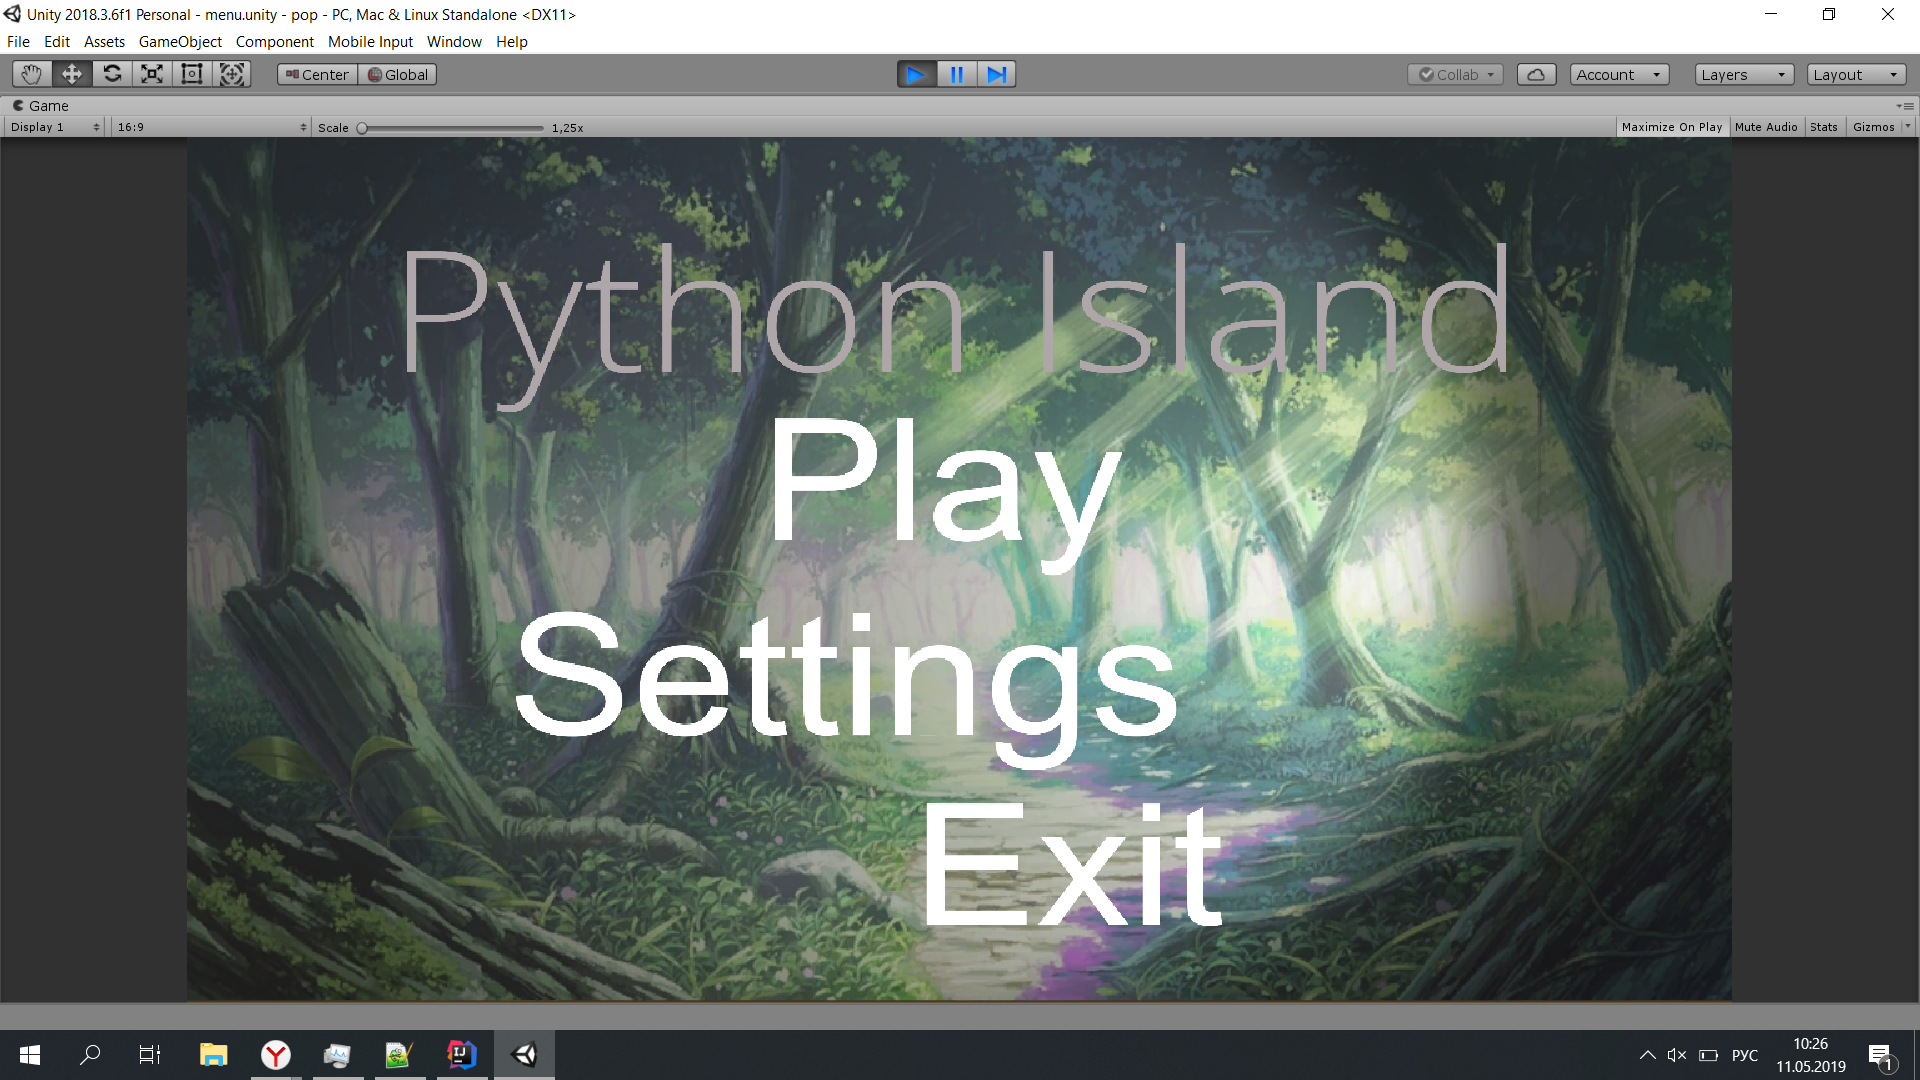 Unity 2018.3.6f1 Personal - menu.unity - pop - PC, Mac & Linux Standalone <DX11>
File Edit Assets GameObject Component Mobile Input Window Help
Center Global Collab Account Layers Layout
Game
Display 1 16:9 Scale 1,25x Maximize On Play Mute Audio Stats Gizmos
Python Island
Play
Settings
Exit
РУС 10:26
11.05.2019 1